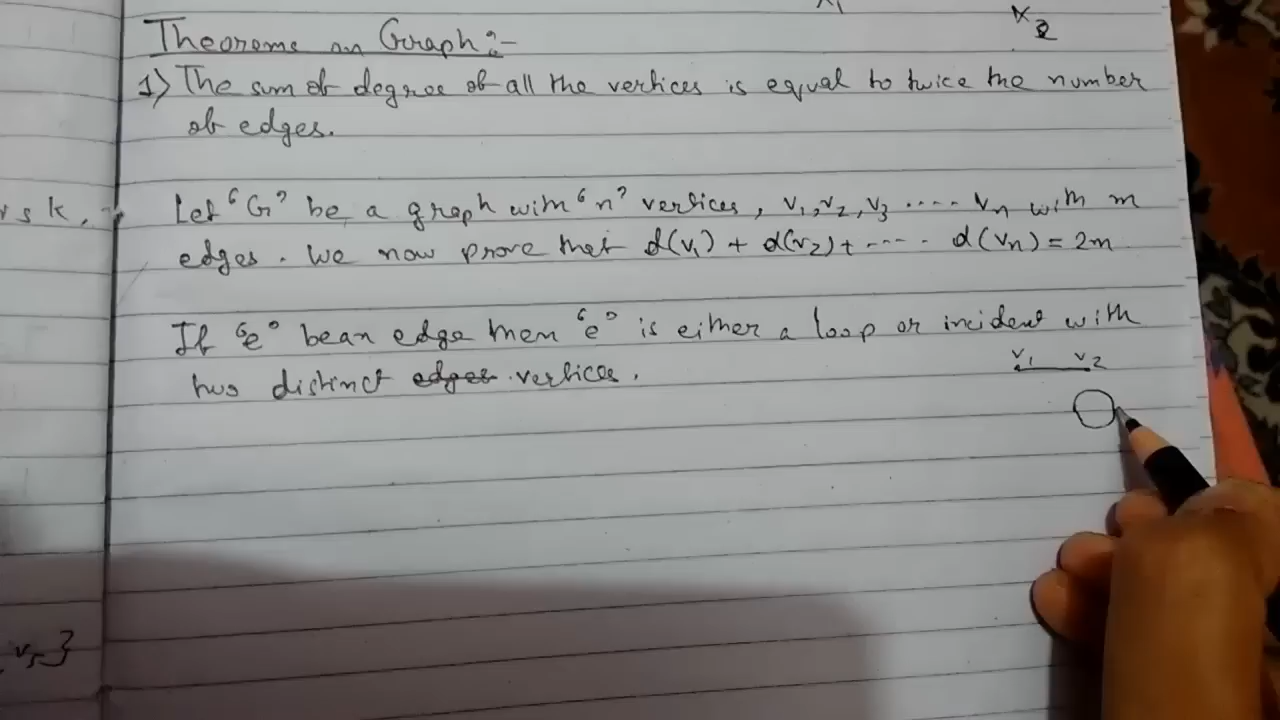 x₂
Theorems on Graph :-
1) The sum of degree of all the vertices is equal to twice the number
of edges.
Let "G" be a graph with "n" vertices, v₁, v₂, v₃ ..... vₙ with m
edges. We now prove that d(v₁) + d(v₂) + ---- . d(vₙ) = 2m
If "e" be an edge then "e" is either a loop or incident with
two distinct edges vertices.
v₁ v₂
v₅}